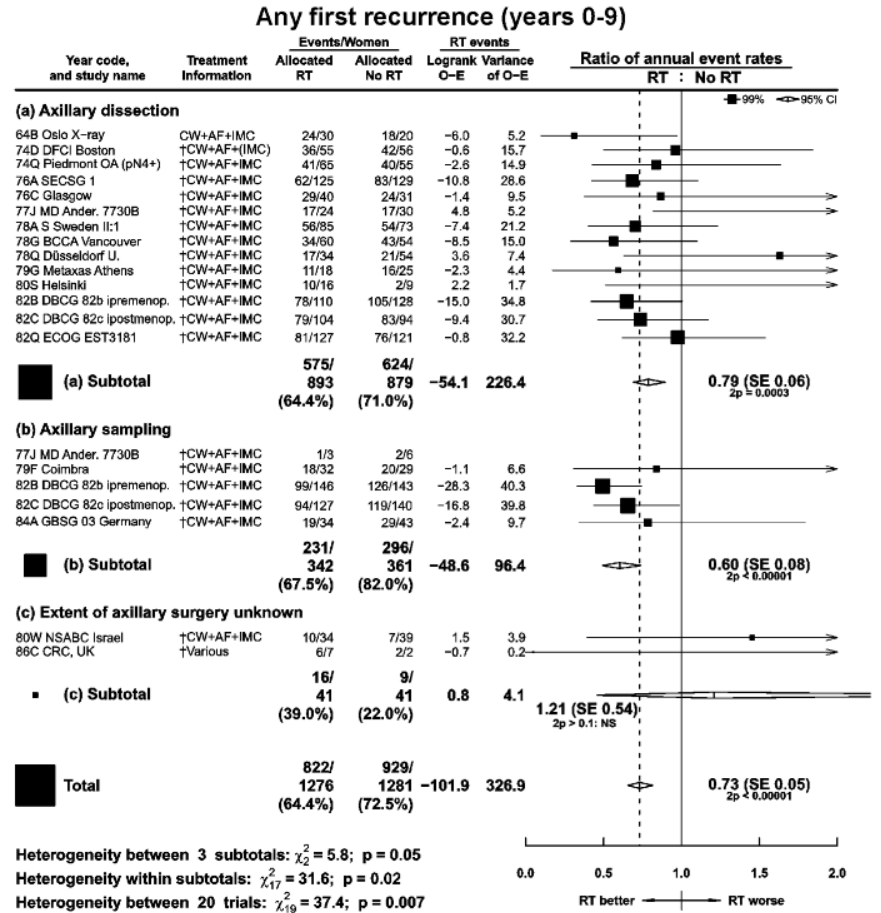 Any first recurrence (years 0-9)
Events/Women RT events
Year code, Treatment Allocated Allocated Logrank Variance Ratio of annual event rates
and study name Information RT No RT O–E of O–E RT : No RT
99% 95% CI
(a) Axillary dissection
64B Oslo X-ray CW+AF+IMC 24/30 18/20 −6.0 5.2
74D DFCI Boston †CW+AF+(IMC) 36/55 42/56 −0.6 15.7
74Q Piedmont OA (pN4+) †CW+AF+IMC 41/65 40/55 −2.6 14.9
76A SECSG 1 †CW+AF+IMC 62/125 83/129 −10.8 28.6
76C Glasgow †CW+AF+IMC 29/40 24/31 −1.4 9.5
77J MD Ander. 7730B †CW+AF+IMC 17/24 17/30 4.8 5.2
78A S Sweden II:1 †CW+AF+IMC 56/85 54/73 −7.4 21.2
78G BCCA Vancouver †CW+AF+IMC 34/60 43/54 −8.5 15.0
78Q Düsseldorf U. †CW+AF+IMC 17/34 21/54 3.6 7.4
79G Metaxas Athens †CW+AF+IMC 11/18 16/25 −2.3 4.4
80S Helsinki †CW+AF+IMC 10/16 2/9 2.2 1.7
82B DBCG 82b ipremenop. †CW+AF+IMC 78/110 105/128 −15.0 34.8
82C DBCG 82c ipostmenop. †CW+AF+IMC 79/104 83/94 −9.4 30.7
82Q ECOG EST3181 †CW+AF+IMC 81/127 76/121 −0.8 32.2
575/ 624/
(a) Subtotal 893 879 −54.1 226.4 0.79 (SE 0.06)
(64.4%) (71.0%) 2p = 0.0003
(b) Axillary sampling
77J MD Ander. 7730B †CW+AF+IMC 1/3 2/6
79F Coimbra †CW+AF+IMC 18/32 20/29 −1.1 6.6
82B DBCG 82b ipremenop. †CW+AF+IMC 99/146 126/143 −28.3 40.3
82C DBCG 82c ipostmenop. †CW+AF+IMC 94/127 119/140 −16.8 39.8
84A GBSG 03 Germany †CW+AF+IMC 19/34 29/43 −2.4 9.7
231/ 296/
(b) Subtotal 342 361 −48.6 96.4 0.60 (SE 0.08)
(67.5%) (82.0%) 2p < 0.00001
(c) Extent of axillary surgery unknown
80W NSABC Israel †CW+AF+IMC 10/34 7/39 1.5 3.9
86C CRC, UK †Various 6/7 2/2 −0.7 0.2
16/ 9/
(c) Subtotal 41 41 0.8 4.1 1.21 (SE 0.54)
(39.0%) (22.0%) 2p > 0.1: NS
822/ 929/
Total 1276 1281 −101.9 326.9 0.73 (SE 0.05)
(64.4%) (72.5%) 2p < 0.00001
Heterogeneity between 3 subtotals: χ²₂ = 5.8; p = 0.05
Heterogeneity within subtotals: χ²₁₇ = 31.6; p = 0.02
Heterogeneity between 20 trials: χ²₁₉ = 37.4; p = 0.007
0.0 0.5 1.0 1.5 2.0
RT better RT worse